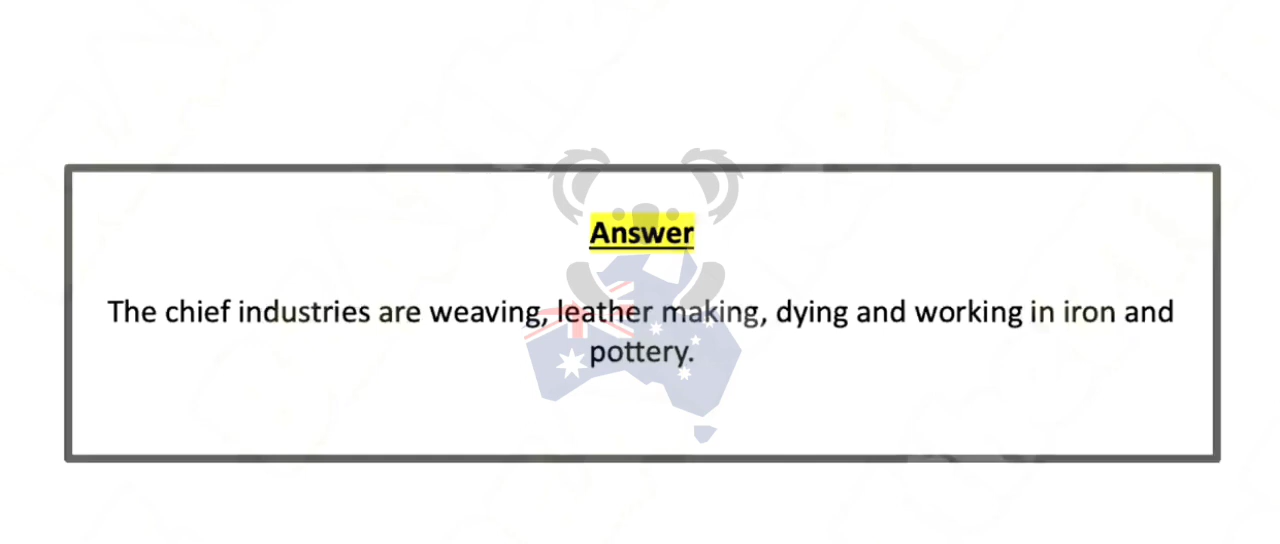 Answer
The chief industries are weaving, leather making, dying and working in iron and
pottery.